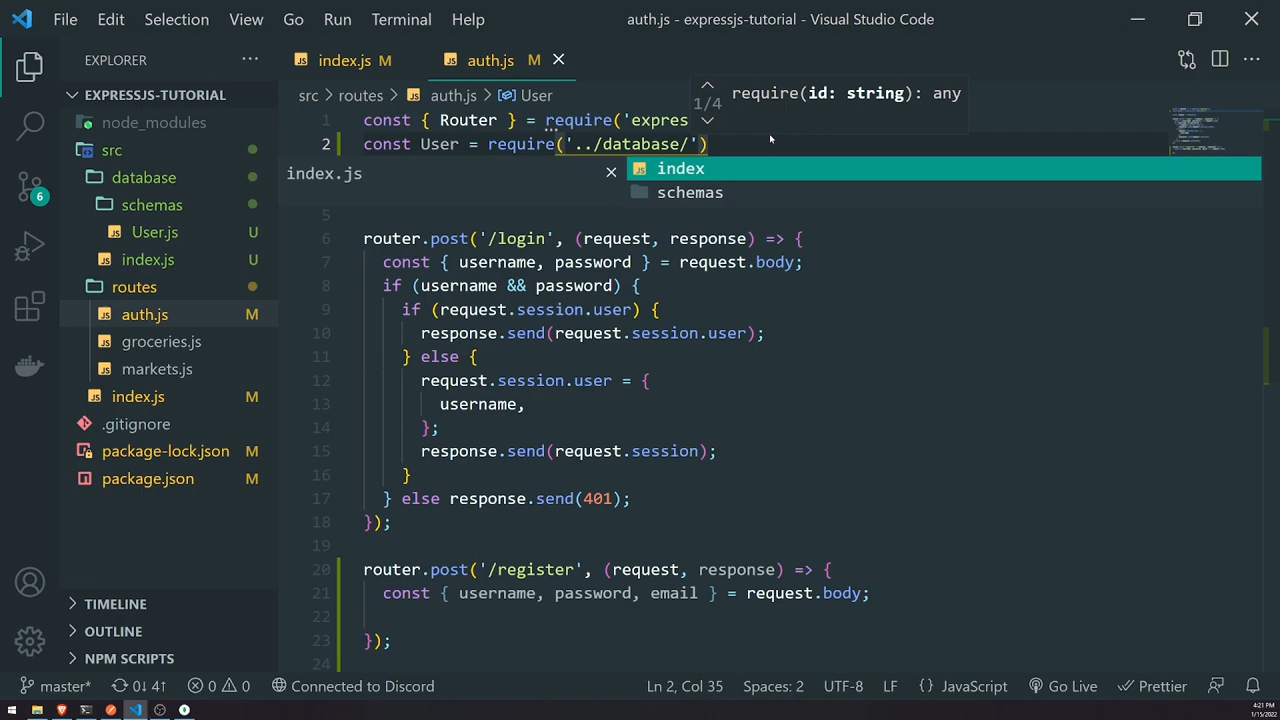 File Edit Selection View Go Run Terminal Help
auth.js - expressjs-tutorial - Visual Studio Code
EXPLORER
index.js M
auth.js M
src > routes > auth.js > User
1/4
require(id: string): any
EXPRESSJS-TUTORIAL
node_modules
src
database
schemas
User.js U
index.js U
routes
auth.js M
groceries.js
markets.js
index.js M
.gitignore
package-lock.json M
package.json M
TIMELINE
OUTLINE
NPM SCRIPTS
6
1 const { Router } = require('expres
2 const User = require('../database/')
index.js
index
schemas
5
6 router.post('/login', (request, response) => {
7 const { username, password } = request.body;
8 if (username && password) {
9 if (request.session.user) {
10 response.send(request.session.user);
11 } else {
12 request.session.user = {
13 username,
14 };
15 response.send(request.session);
16 }
17 } else response.send(401);
18 });
19
20 router.post('/register', (request, response) => {
21 const { username, password, email } = request.body;
22
23 });
24
master* 0↓ 4↑ 0 0 Connected to Discord
Ln 2, Col 35 Spaces: 2 UTF-8 LF {} JavaScript Go Live Prettier
4:21 PM
1/15/2022